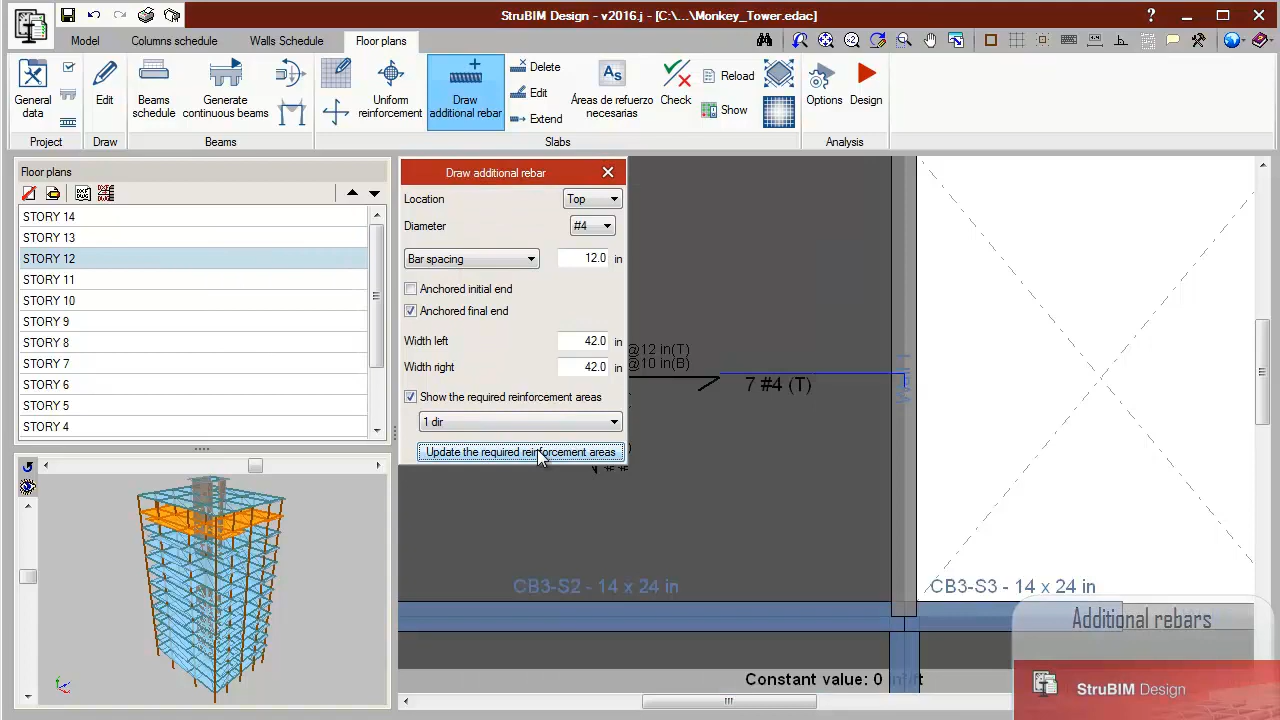 StruBIM Design - v2016.j - [C:\...\Monkey_Tower.edac]
Model
Columns schedule
Walls Schedule
Floor plans
General data
Edit
Beams schedule
Generate continuous beams
Uniform reinforcement
Draw additional rebar
Delete
Edit
Extend
As
Áreas de refuerzo necesarias
Check
Reload
Show
Options
Design
Project
Draw
Beams
Slabs
Analysis
Floor plans
STORY 14
STORY 13
STORY 12
STORY 11
STORY 10
STORY 9
STORY 8
STORY 7
STORY 6
STORY 5
STORY 4
Draw additional rebar
Location Top
Diameter #4
Bar spacing 12.0 in
Anchored initial end
Anchored final end
Width left 42.0 in
Width right 42.0 in
Show the required reinforcement areas
1 dir
Update the required reinforcement areas
@12 in(T)
@10 in(B)
7 #4 (T)
CB3-S2 - 14 x 24 in
CB3-S3 - 14 x 24 in
Constant value: 0
Additional rebars
StruBIM Design